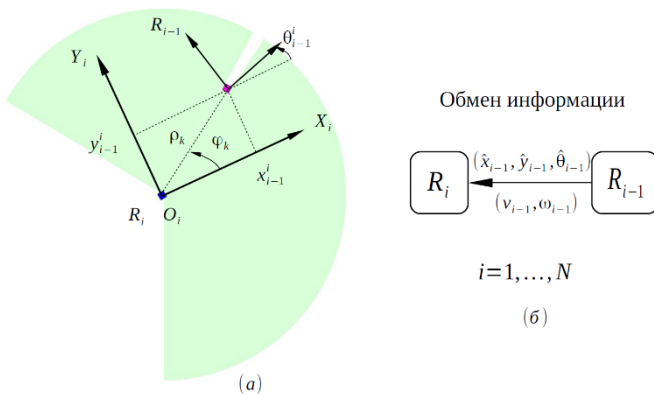 R_{i-1}
θ^i_{i-1}
Y_i
X_i
ρ_k
φ_k
y^i_{i-1}
x^i_{i-1}
R_i O_i
(а)
Обмен информации
(x̂_{i-1}, ŷ_{i-1}, θ̂_{i-1})
R_i R_{i-1}
(v_{i-1}, ω_{i-1})
i=1,…,N
(б)